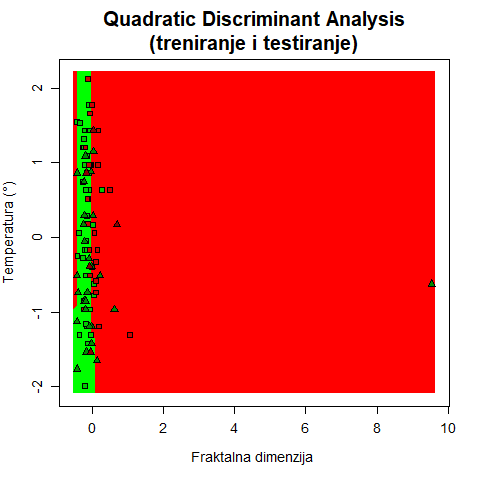 Quadratic Discriminant Analysis
(treniranje i testiranje)
Temperatura (°)
2
1
0
-1
-2
0 2 4 6 8 10
Fraktalna dimenzija